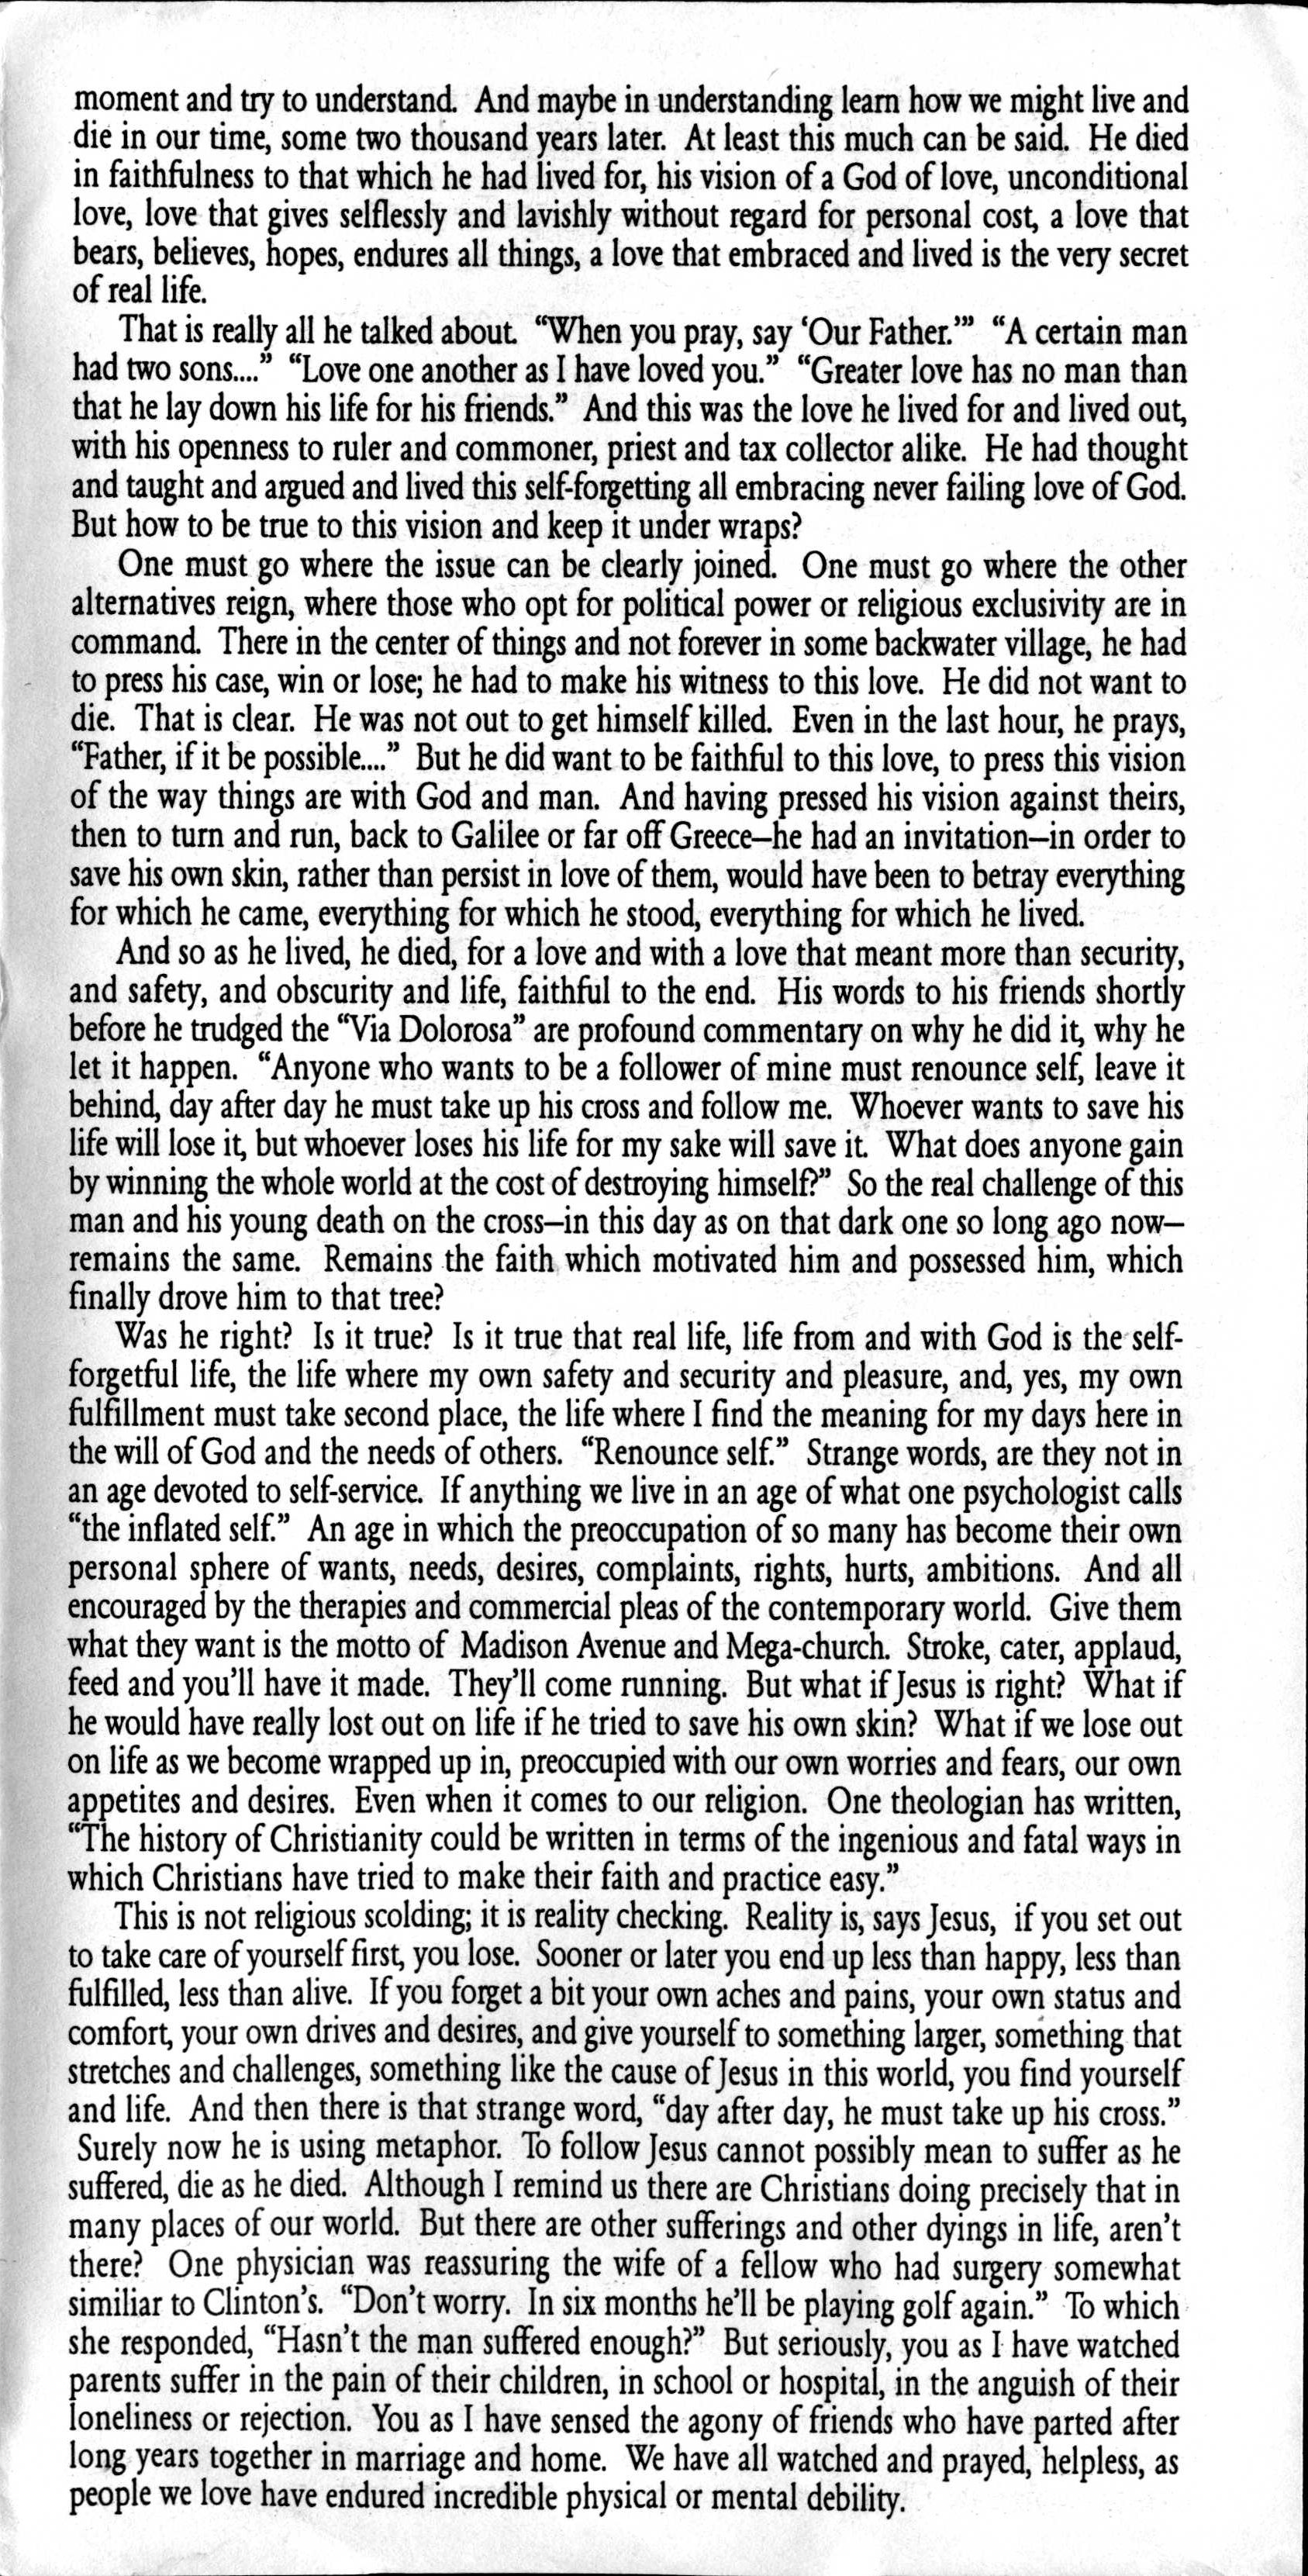 moment and try to understand.  And maybe in understanding learn how we might live and
die in our time, some two thousand years later.  At least this much can be said.  He died
in faithfulness to that which he had lived for, his vision of a God of love, unconditional
love, love that gives selflessly and lavishly without regard for personal cost, a love that
bears, believes, hopes, endures all things, a love that embraced and lived is the very secret
of real life.
That is really all he talked about.  “When you pray, say ‘Our Father.’”  “A certain man
had two sons....”  “Love one another as I have loved you.”  “Greater love has no man than
that he lay down his life for his friends.”  And this was the love he lived for and lived out,
with his openness to ruler and commoner, priest and tax collector alike.  He had thought
and taught and argued and lived this self-forgetting all embracing never failing love of God.
But how to be true to this vision and keep it under wraps?
One must go where the issue can be clearly joined.  One must go where the other
alternatives reign, where those who opt for political power or religious exclusivity are in
command.  There in the center of things and not forever in some backwater village, he had
to press his case, win or lose; he had to make his witness to this love.  He did not want to
die.  That is clear.  He was not out to get himself killed.  Even in the last hour, he prays,
“Father, if it be possible....”  But he did want to be faithful to this love, to press this vision
of the way things are with God and man.  And having pressed his vision against theirs,
then to turn and run, back to Galilee or far off Greece–he had an invitation–in order to
save his own skin, rather than persist in love of them, would have been to betray everything
for which he came, everything for which he stood, everything for which he lived.
And so as he lived, he died, for a love and with a love that meant more than security,
and safety, and obscurity and life, faithful to the end.  His words to his friends shortly
before he trudged the “Via Dolorosa” are profound commentary on why he did it, why he
let it happen.  “Anyone who wants to be a follower of mine must renounce self, leave it
behind, day after day he must take up his cross and follow me.  Whoever wants to save his
life will lose it, but whoever loses his life for my sake will save it.  What does anyone gain
by winning the whole world at the cost of destroying himself?”  So the real challenge of this
man and his young death on the cross–in this day as on that dark one so long ago now–
remains the same.  Remains the faith which motivated him and possessed him, which
finally drove him to that tree?
Was he right?  Is it true?  Is it true that real life, life from and with God is the self-
forgetful life, the life where my own safety and security and pleasure, and, yes, my own
fulfillment must take second place, the life where I find the meaning for my days here in
the will of God and the needs of others.  “Renounce self.”  Strange words, are they not in
an age devoted to self-service.  If anything we live in an age of what one psychologist calls
“the inflated self.”  An age in which the preoccupation of so many has become their own
personal sphere of wants, needs, desires, complaints, rights, hurts, ambitions.  And all
encouraged by the therapies and commercial pleas of the contemporary world.  Give them
what they want is the motto of  Madison Avenue and Mega-church.  Stroke, cater, applaud,
feed and you’ll have it made.  They’ll come running.  But what if Jesus is right?  What if
he would have really lost out on life if he tried to save his own skin?  What if we lose out
on life as we become wrapped up in, preoccupied with our own worries and fears, our own
appetites and desires.  Even when it comes to our religion.  One theologian has written,
“The history of Christianity could be written in terms of the ingenious and fatal ways in
which Christians have tried to make their faith and practice easy.”
This is not religious scolding; it is reality checking.  Reality is, says Jesus,  if you set out
to take care of yourself first, you lose.  Sooner or later you end up less than happy, less than
fulfilled, less than alive.  If you forget a bit your own aches and pains, your own status and
comfort, your own drives and desires, and give yourself to something larger, something that
stretches and challenges, something like the cause of Jesus in this world, you find yourself
and life.  And then there is that strange word, “day after day, he must take up his cross.”
Surely now he is using metaphor.  To follow Jesus cannot possibly mean to suffer as he
suffered, die as he died.  Although I remind us there are Christians doing precisely that in
many places of our world.  But there are other sufferings and other dyings in life, aren’t
there?  One physician was reassuring the wife of a fellow who had surgery somewhat
similiar to Clinton’s.  “Don’t worry.  In six months he’ll be playing golf again.”  To which
she responded, “Hasn’t the man suffered enough?”  But seriously, you as I have watched
parents suffer in the pain of their children, in school or hospital, in the anguish of their
loneliness or rejection.  You as I have sensed the agony of friends who have parted after
long years together in marriage and home.  We have all watched and prayed, helpless, as
people we love have endured incredible physical or mental debility.